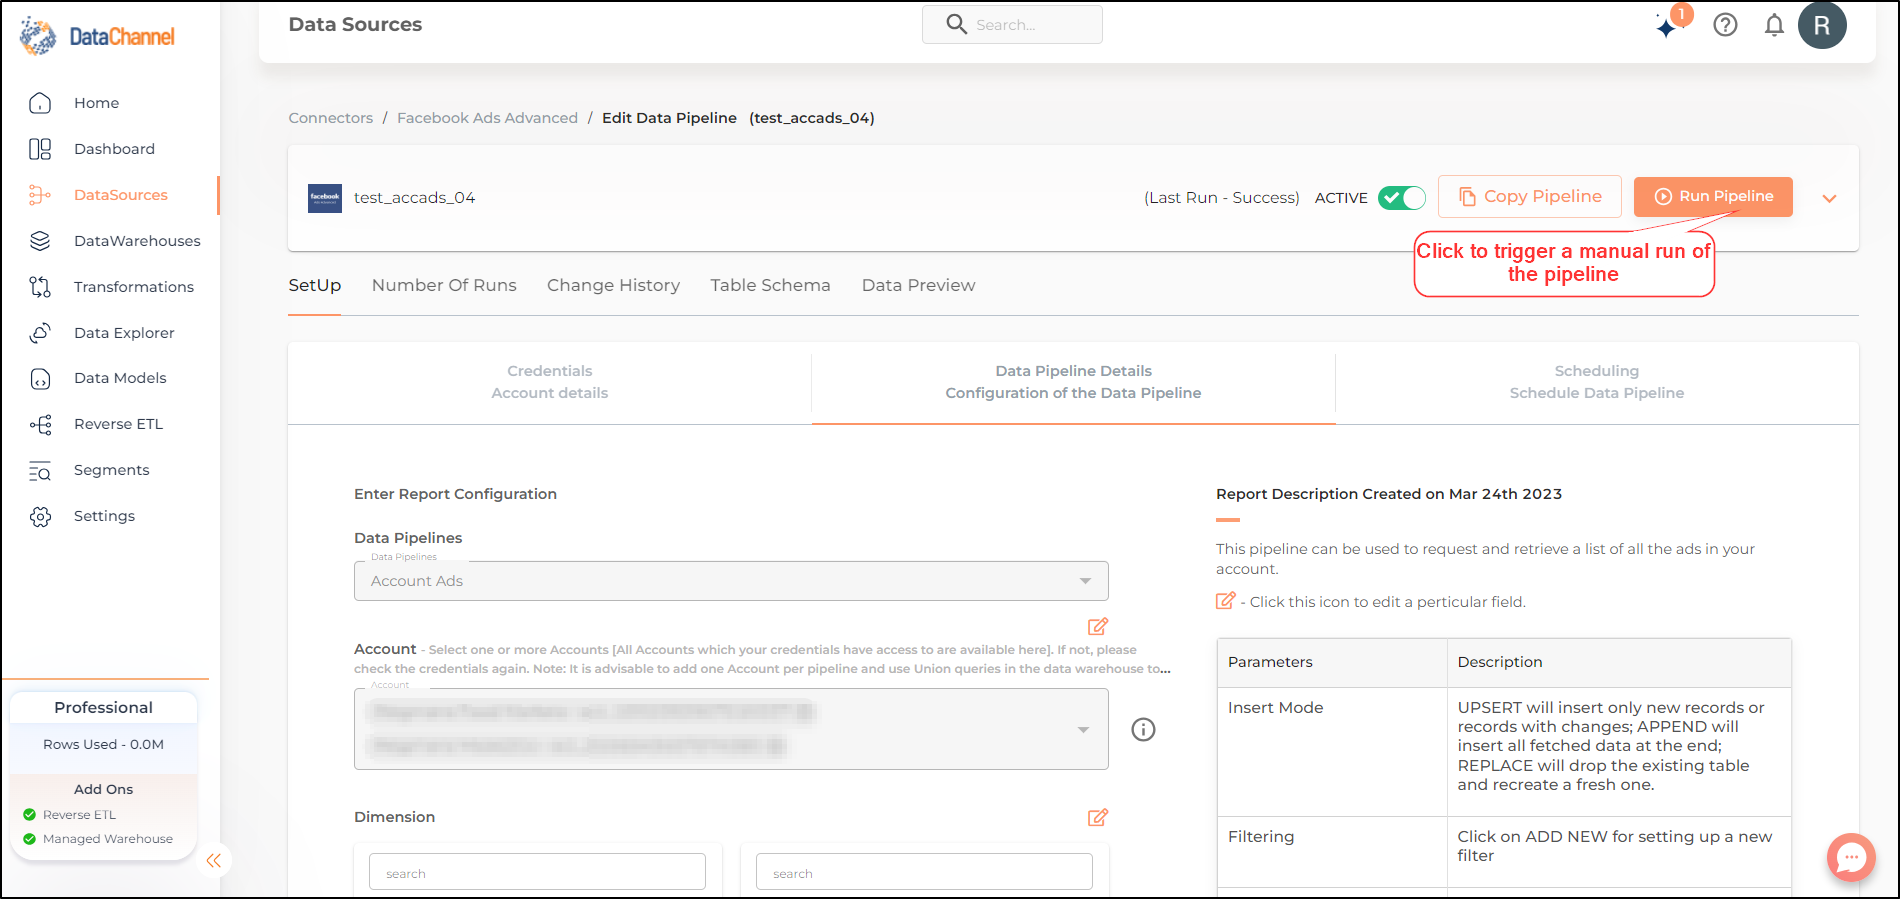 DataChannel
Data Sources
Search...
1
R
Home
Dashboard
DataSources
DataWarehouses
Transformations
Data Explorer
Data Models
Reverse ETL
Segments
Settings
Professional
Rows Used - 0.0M
Add Ons
Reverse ETL
Managed Warehouse
Connectors / Facebook Ads Advanced / Edit Data Pipeline (test_accads_04)
facebook
test_accads_04
(Last Run - Success) ACTIVE
Copy Pipeline
Run Pipeline
Click to trigger a manual run of
the pipeline
SetUp Number Of Runs Change History Table Schema Data Preview
Credentials
Account details
Data Pipeline Details
Configuration of the Data Pipeline
Scheduling
Schedule Data Pipeline
Enter Report Configuration
Data Pipelines
Data Pipelines
Account Ads
Account - Select one or more Accounts [All Accounts which your credentials have access to are available here]. If not, please
check the credentials again. Note: It is advisable to add one Account per pipeline and use Union queries in the data warehouse to...
Account
Dimension
search
search
Report Description Created on Mar 24th 2023
This pipeline can be used to request and retrieve a list of all the ads in your
account.
- Click this icon to edit a perticular field.
Parameters Description
Insert Mode
UPSERT will insert only new records or
records with changes; APPEND will
insert all fetched data at the end;
REPLACE will drop the existing table
and recreate a fresh one.
Filtering
Click on ADD NEW for setting up a new
filter